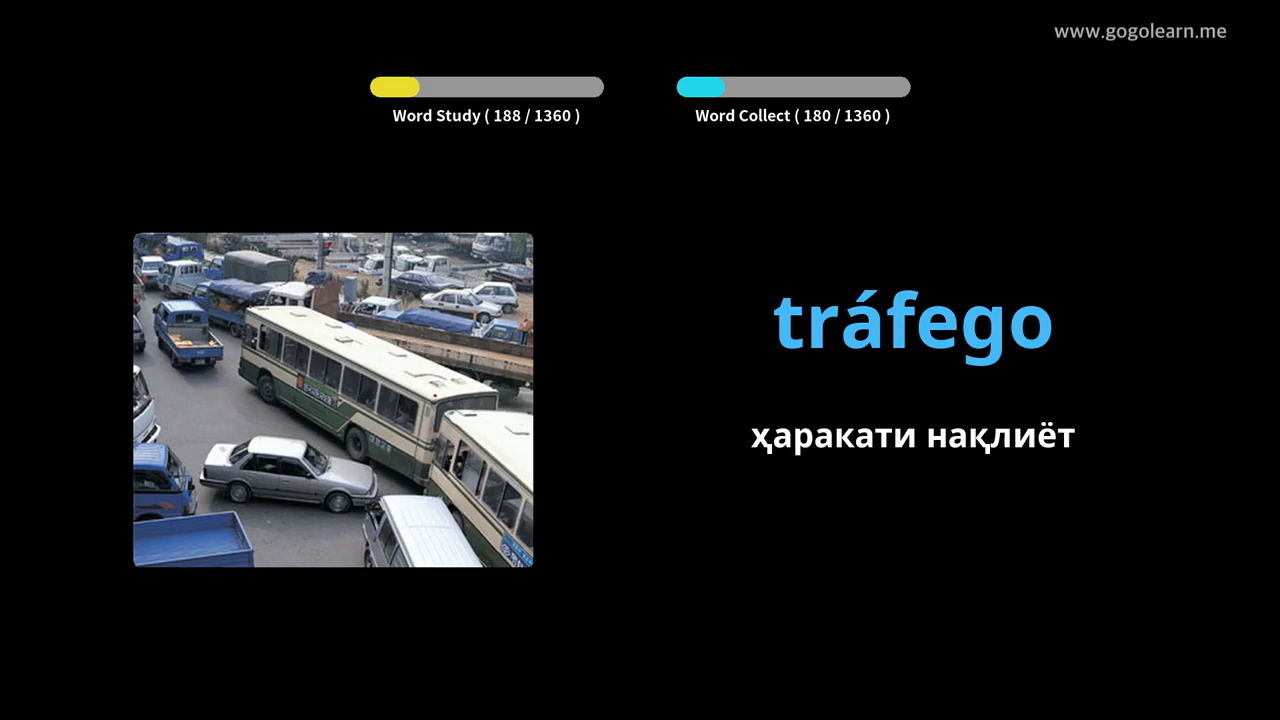 www.gogolearn.me
Word Study ( 188 / 1360 )
Word Collect ( 180 / 1360 )
tráfego
ҳаракати нақлиёт